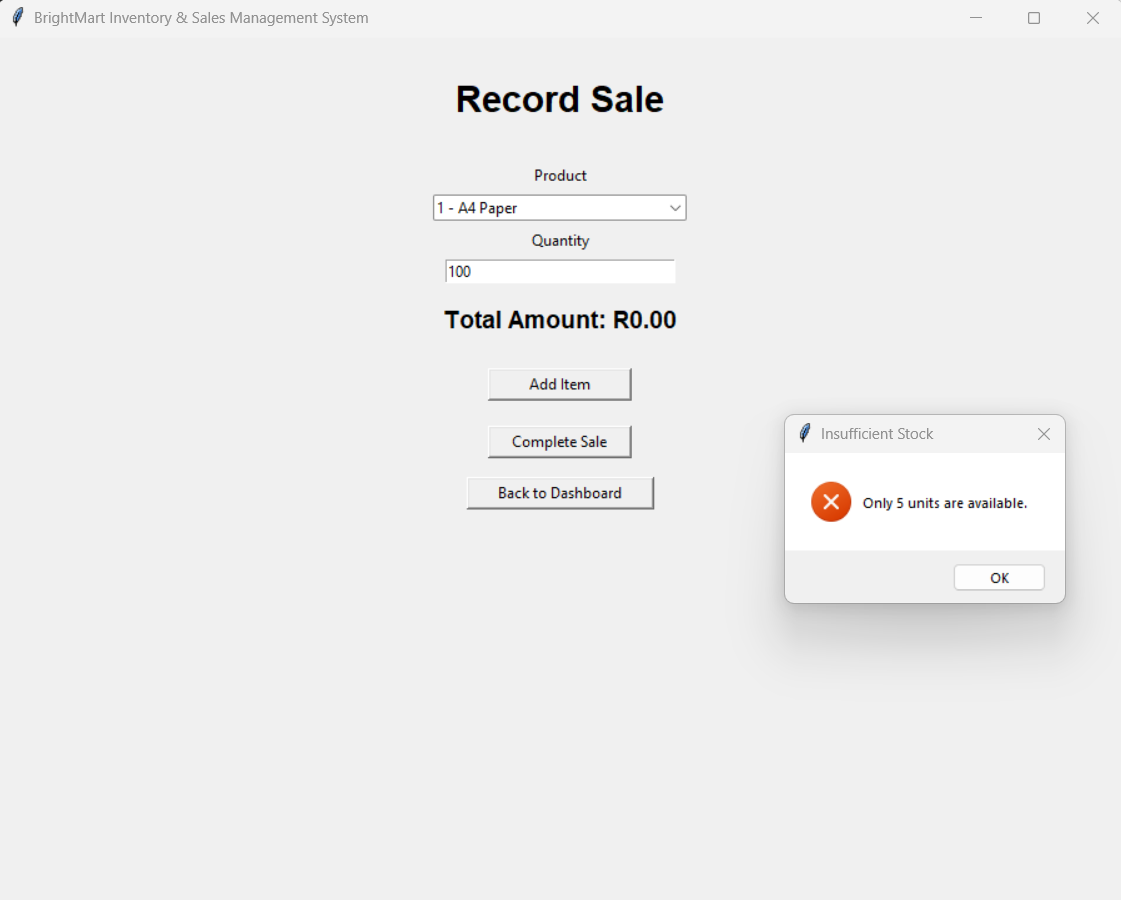 BrightMart Inventory & Sales Management System
Record Sale
Product
1 - A4 Paper
Quantity
100
Total Amount: R0.00
Add Item
Complete Sale
Back to Dashboard
Insufficient Stock
Only 5 units are available.
OK